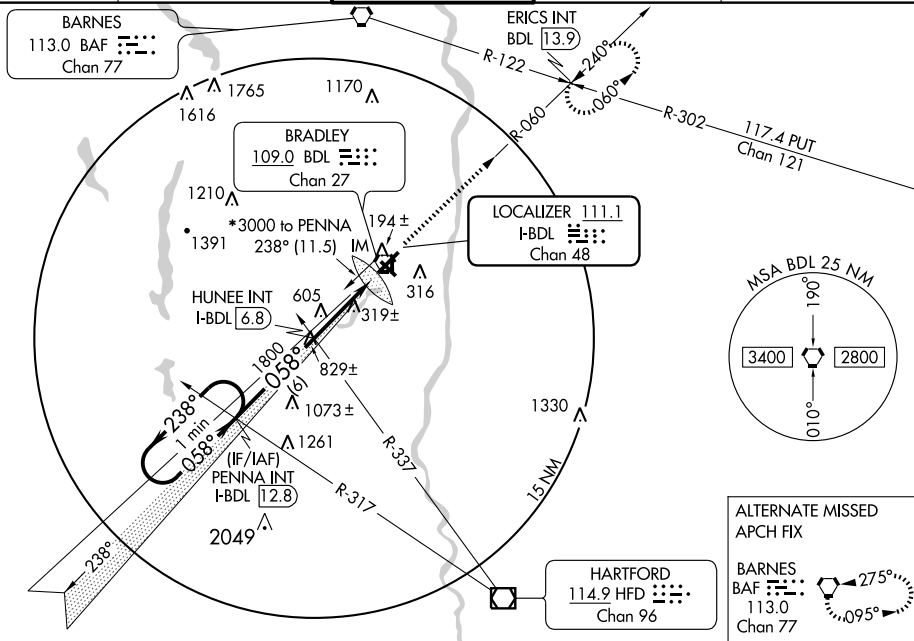 BARNES
113.0 BAF
Chan 77
ERICS INT
BDL 13.9
R-122
240°
060°
R-060
R-302
117.4 PUT
Chan 121
1765
1616
1170
BRADLEY
109.0 BDL
Chan 27
1210
1391
*3000 to PENNA
238° (11.5)
IM
194 ±
LOCALIZER 111.1
I-BDL
Chan 48
316
HUNEE INT
I-BDL 6.8
605
319±
829±
1800
058°
(6)
1073 ±
1330
MSA BDL 25 NM
190°
3400
2800
010°
238°
1 min
058°
1261
(IF/IAF)
PENNA INT
I-BDL 12.8
R-337
R-317
15 NM
2049
238°
HARTFORD
114.9 HFD
Chan 96
ALTERNATE MISSED
APCH FIX
BARNES
BAF
113.0
Chan 77
275°
095°